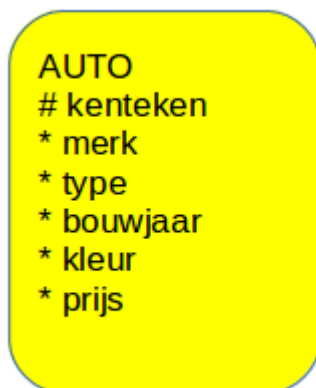 AUTO
# kenteken
* merk
* type
* bouwjaar
* kleur
* prijs